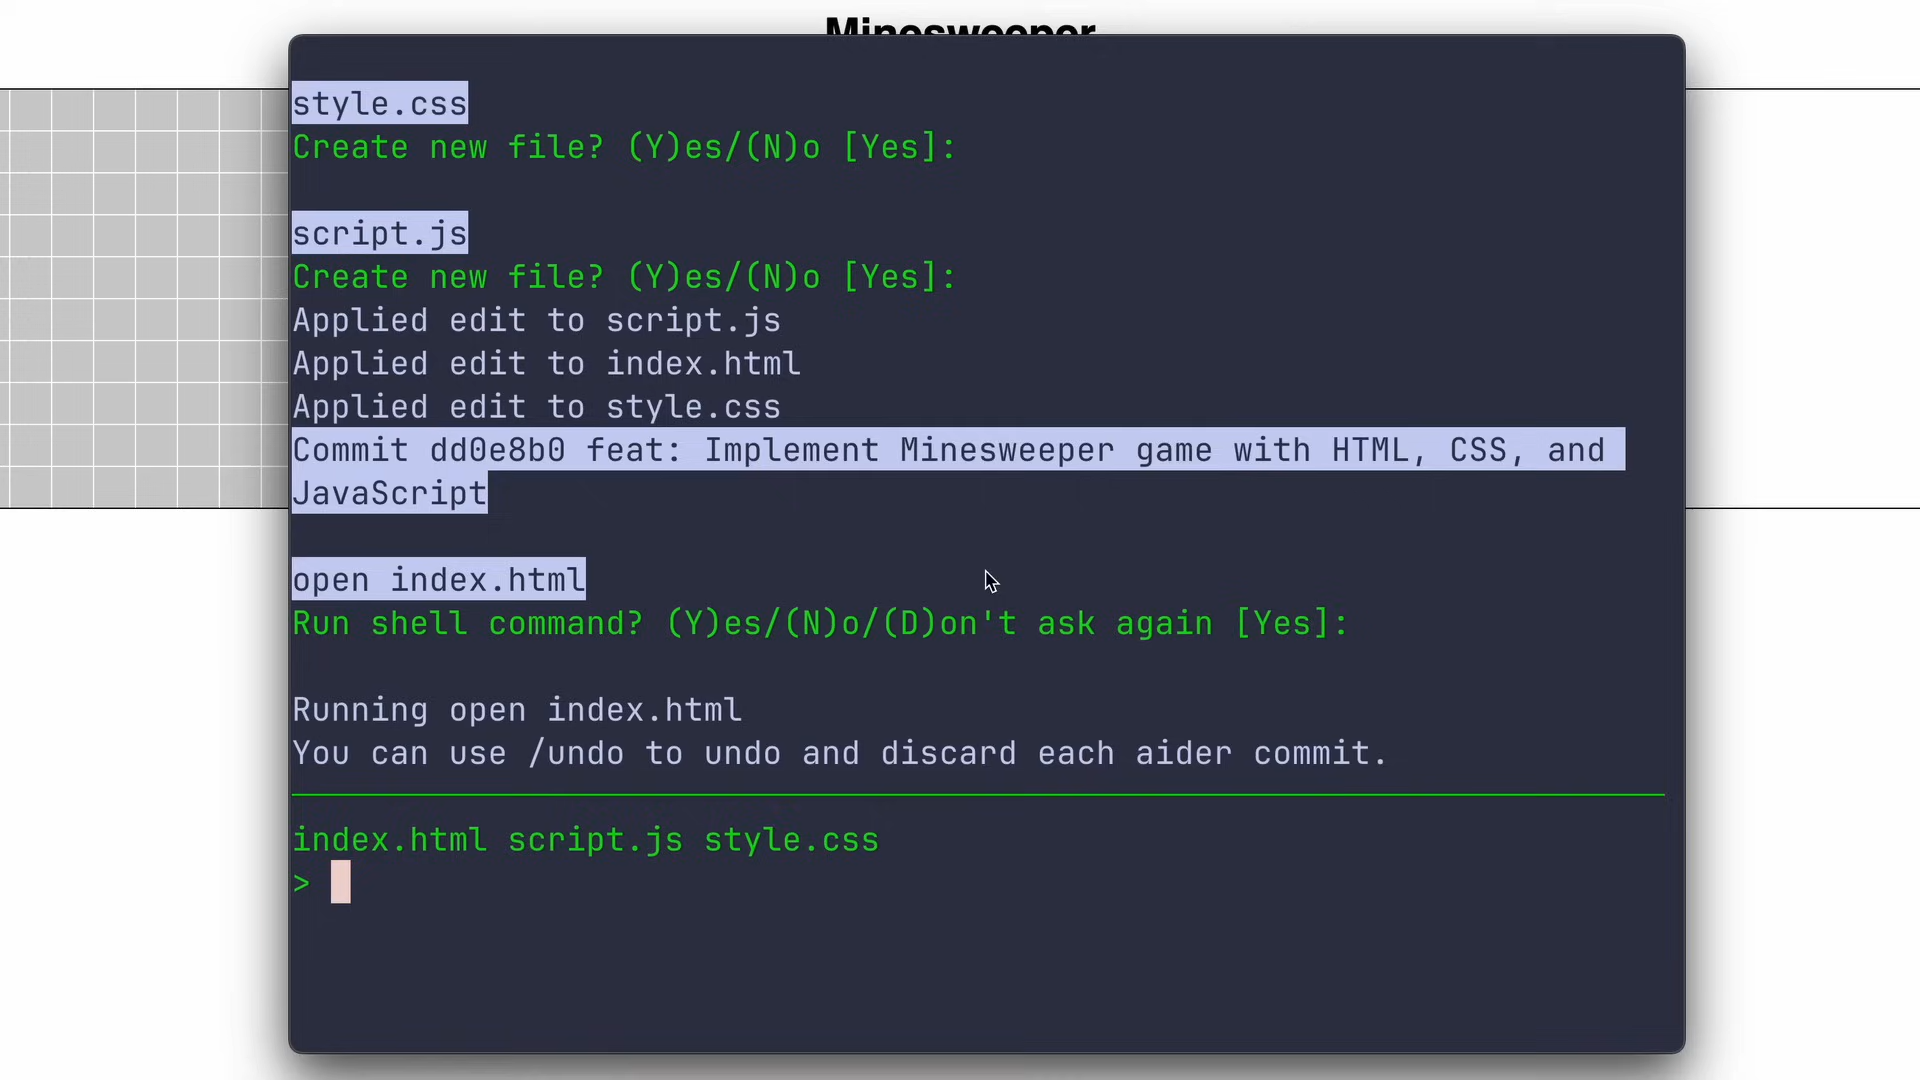 Minesweeper
style.css
Create new file? (Y)es/(N)o [Yes]:
script.js
Create new file? (Y)es/(N)o [Yes]:
Applied edit to script.js
Applied edit to index.html
Applied edit to style.css
Commit dd0e8b0 feat: Implement Minesweeper game with HTML, CSS, and
JavaScript
open index.html
Run shell command? (Y)es/(N)o/(D)on't ask again [Yes]:
Running open index.html
You can use /undo to undo and discard each aider commit.
index.html script.js style.css
>